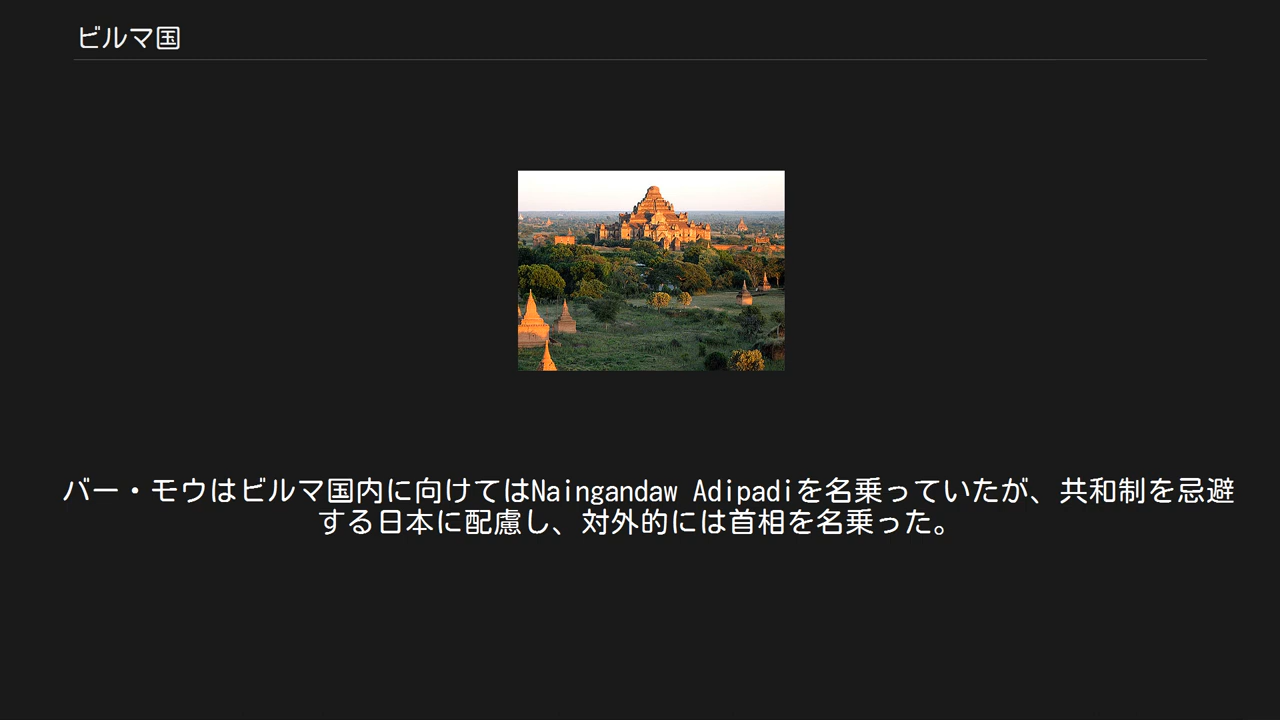 ビルマ国
バー・モウはビルマ国内に向けてはNaingandaw Adipadiを名乗っていたが、共和制を忌避
する日本に配慮し、対外的には首相を名乗った。